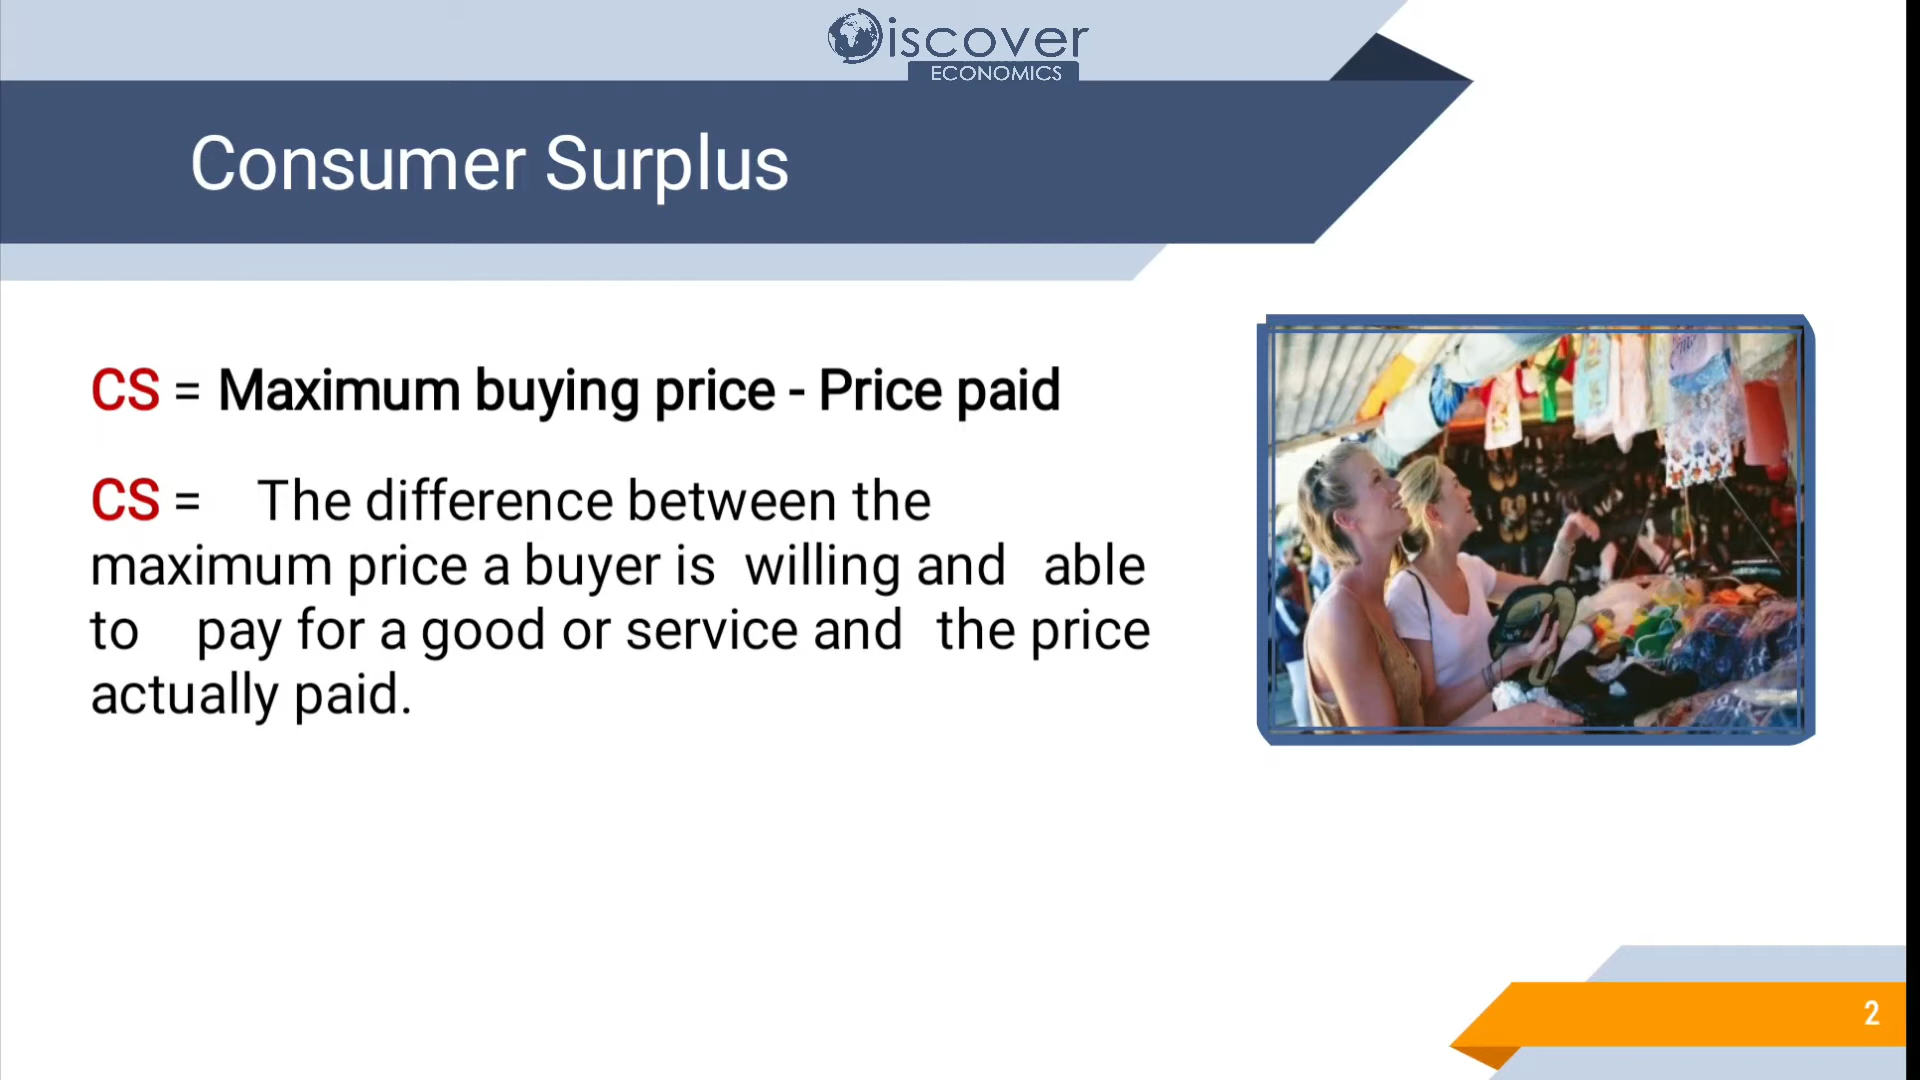 Discover
ECONOMICS
Consumer Surplus
CS = Maximum buying price - Price paid
CS = The difference between the
maximum price a buyer is willing and able
to pay for a good or service and the price
actually paid.
2